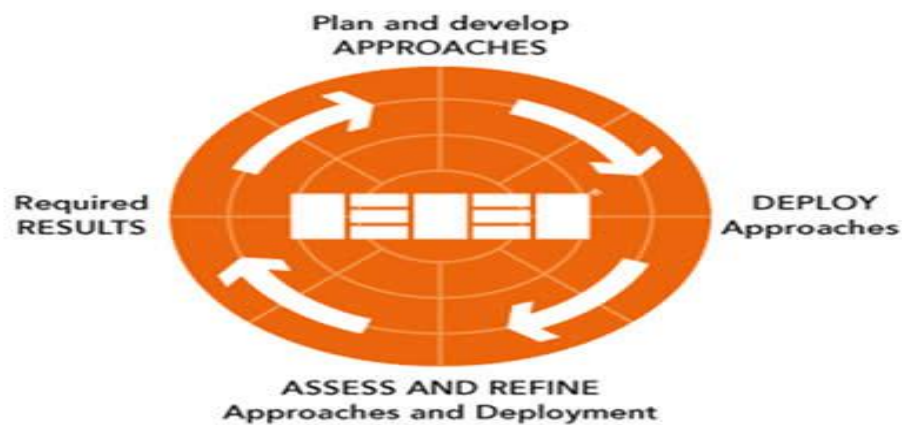 Plan and develop
APPROACHES
Required
RESULTS
DEPLOY
Approaches
ASSESS AND REFINE
Approaches and Deployment